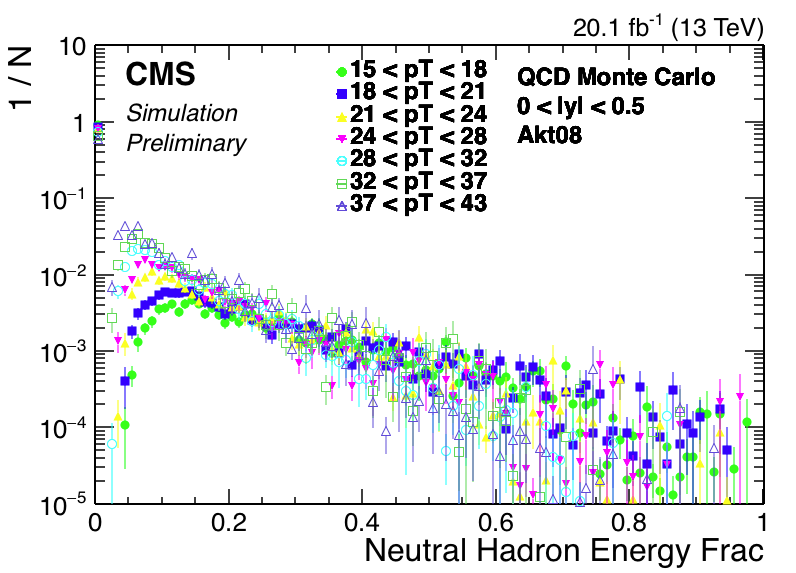 20.1 fb⁻¹ (13 TeV)
1 / N
10
1
10⁻¹
10⁻²
10⁻³
10⁻⁴
10⁻⁵
CMS
Simulation
Preliminary
15 < pT < 18
18 < pT < 21
21 < pT < 24
24 < pT < 28
28 < pT < 32
32 < pT < 37
37 < pT < 43
QCD Monte Carlo
0 < |y| < 0.5
Akt08
0 0.2 0.4 0.6 0.8 1
Neutral Hadron Energy Frac